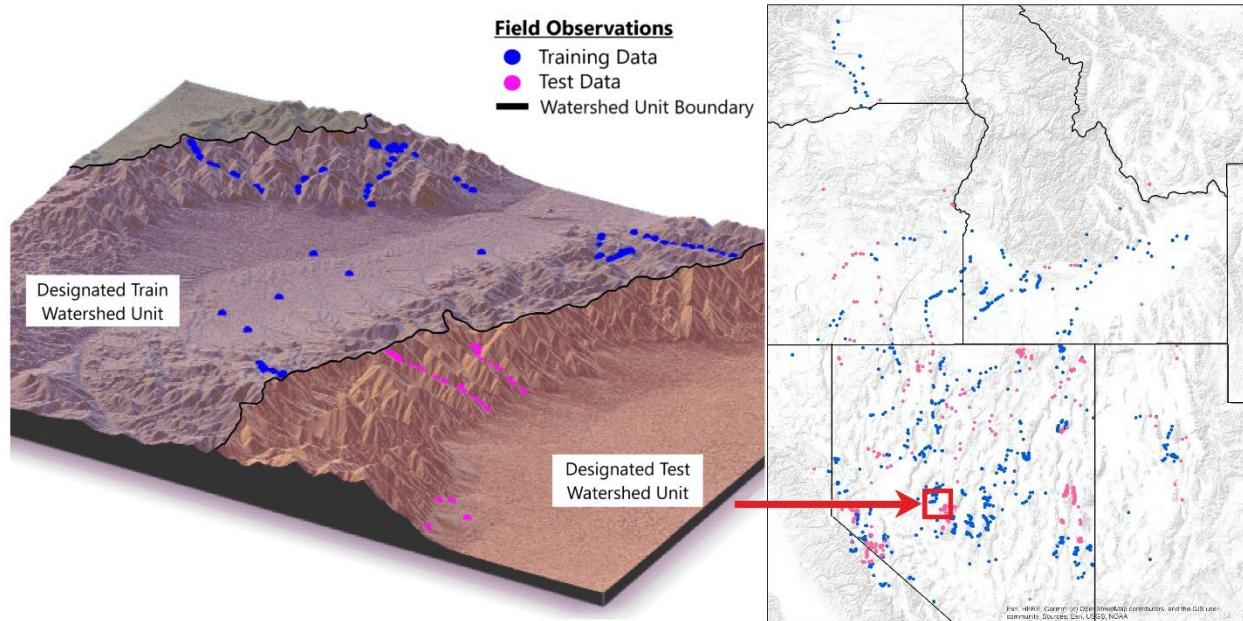 Field Observations
Training Data
Test Data
Watershed Unit Boundary
Designated Train
Watershed Unit
Designated Test
Watershed Unit
Esri, HERE, Garmin, (c) OpenStreetMap contributors, and the GIS user
community, Sources: Esri, USGS, NOAA